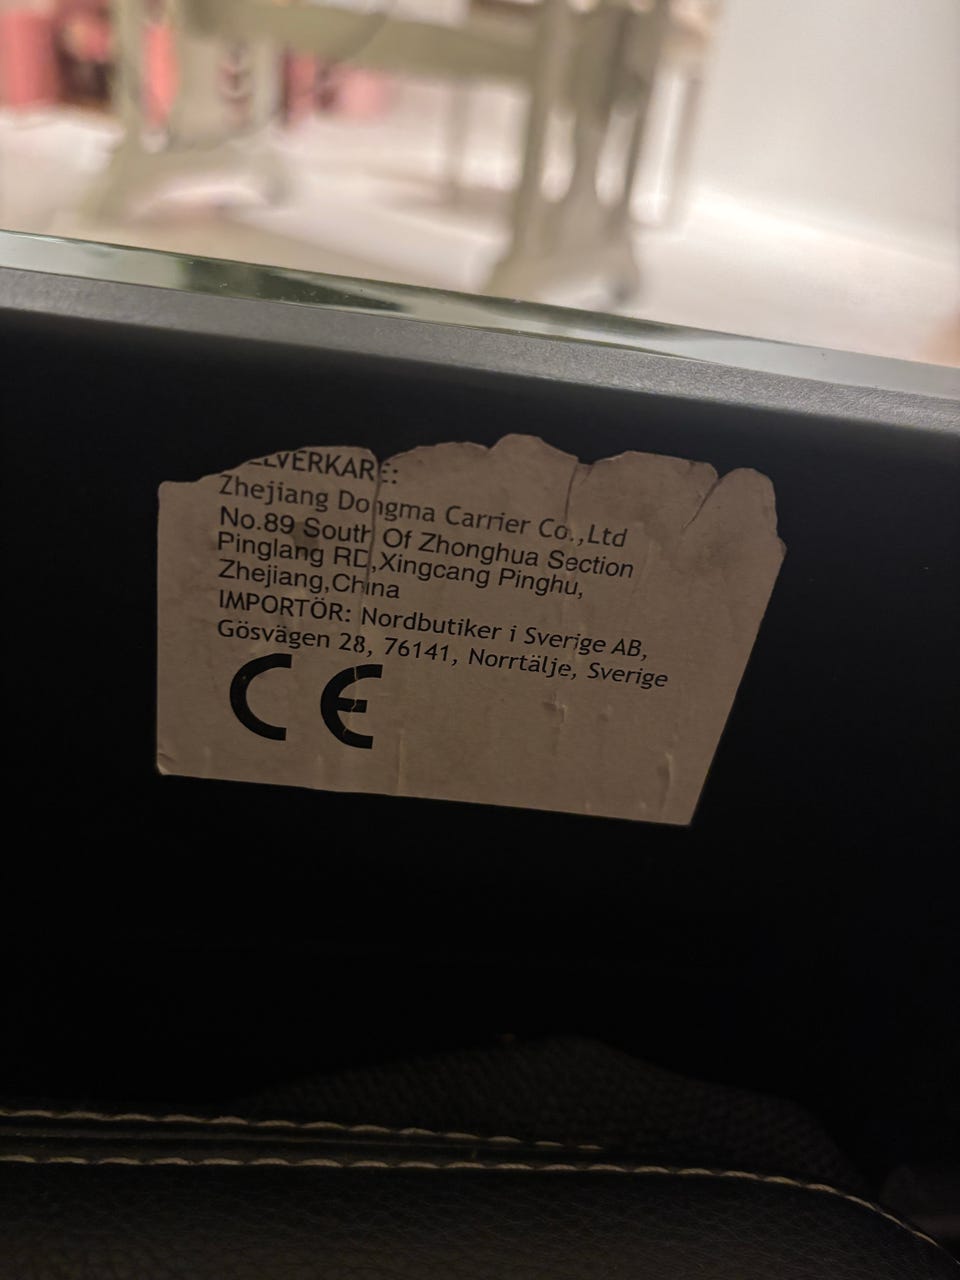 LVERKARE:
Zhejiang Dongma Carrier Co.,Ltd
No.89 South Of Zhonghua Section
Pinglang RD,Xingcang Pinghu,
Zhejiang,China
IMPORTÖR: Nordbutiker i Sverige AB,
Gösvägen 28, 76141, Norrtälje, Sverige
CE